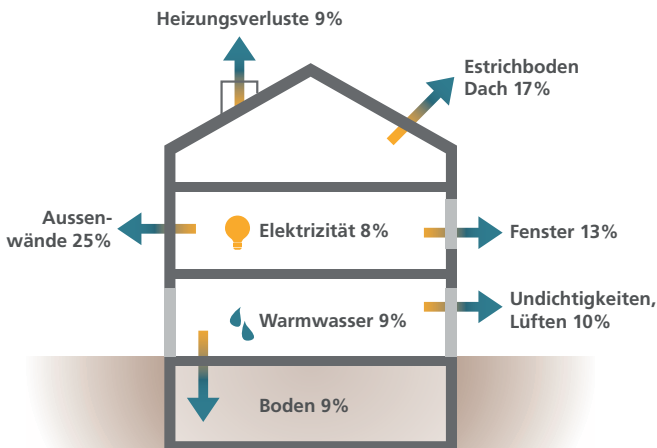 Heizungsverluste 9%
Estrichboden
Dach 17%
Aussen-
wände 25%
Elektrizität 8%
Fenster 13%
Undichtigkeiten,
Lüften 10%
Warmwasser 9%
Boden 9%